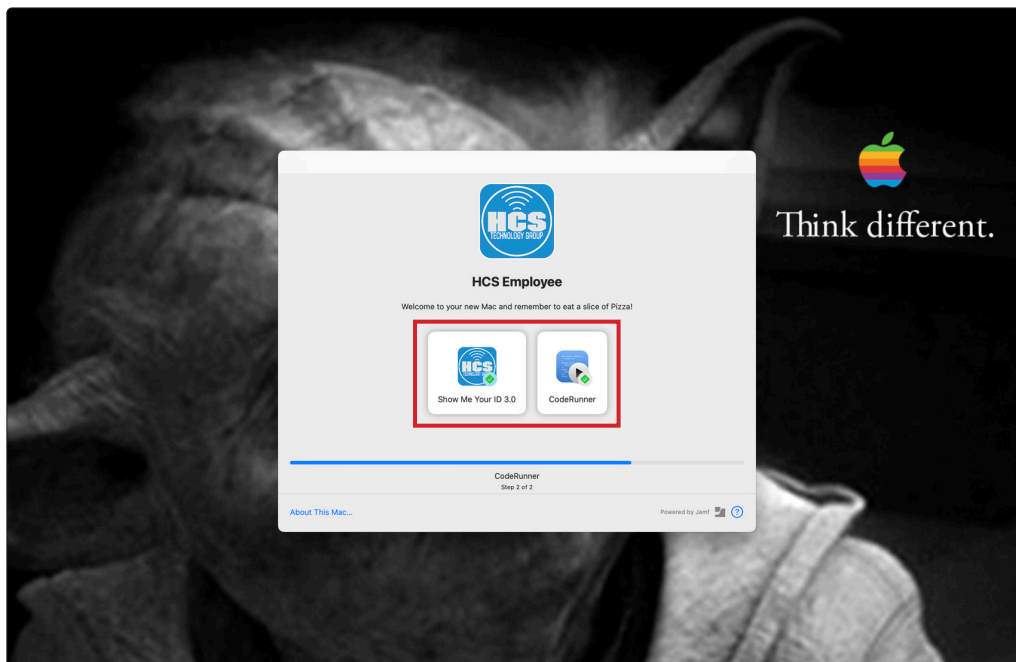 Think different.
HCS
TECHNOLOGY GROUP
HCS Employee
Welcome to your new Mac and remember to eat a slice of Pizza!
HCS
Show Me Your ID 3.0
CodeRunner
CodeRunner
Step 2 of 2
About This Mac...
Powered by Jamf
?